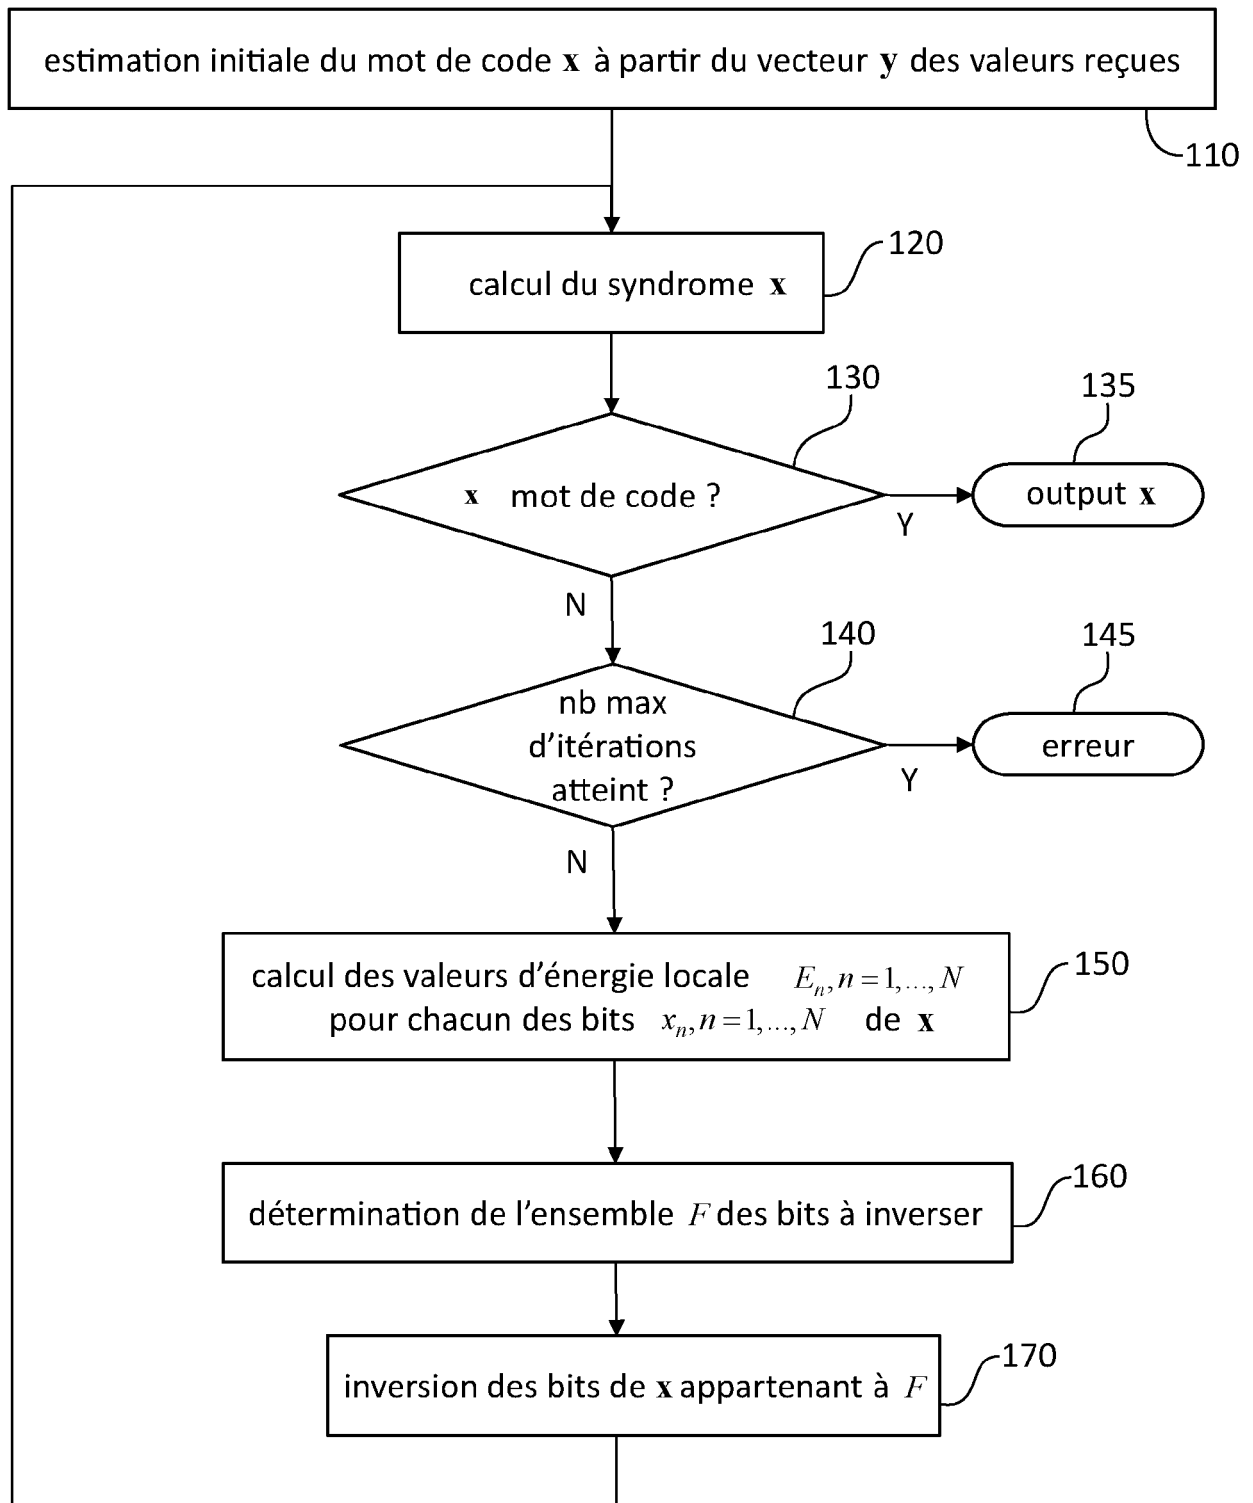 estimation initiale du mot de code x à partir du vecteur y des valeurs reçues
110
120
calcul du syndrome x
130
135
x mot de code ?
output x
Y
N
140
145
nb max
d'itérations
atteint ?
erreur
Y
N
150
calcul des valeurs d'énergie locale E_n, n = 1,..., N
pour chacun des bits x_n, n = 1,..., N de x
160
détermination de l'ensemble F des bits à inverser
170
inversion des bits de x appartenant à F